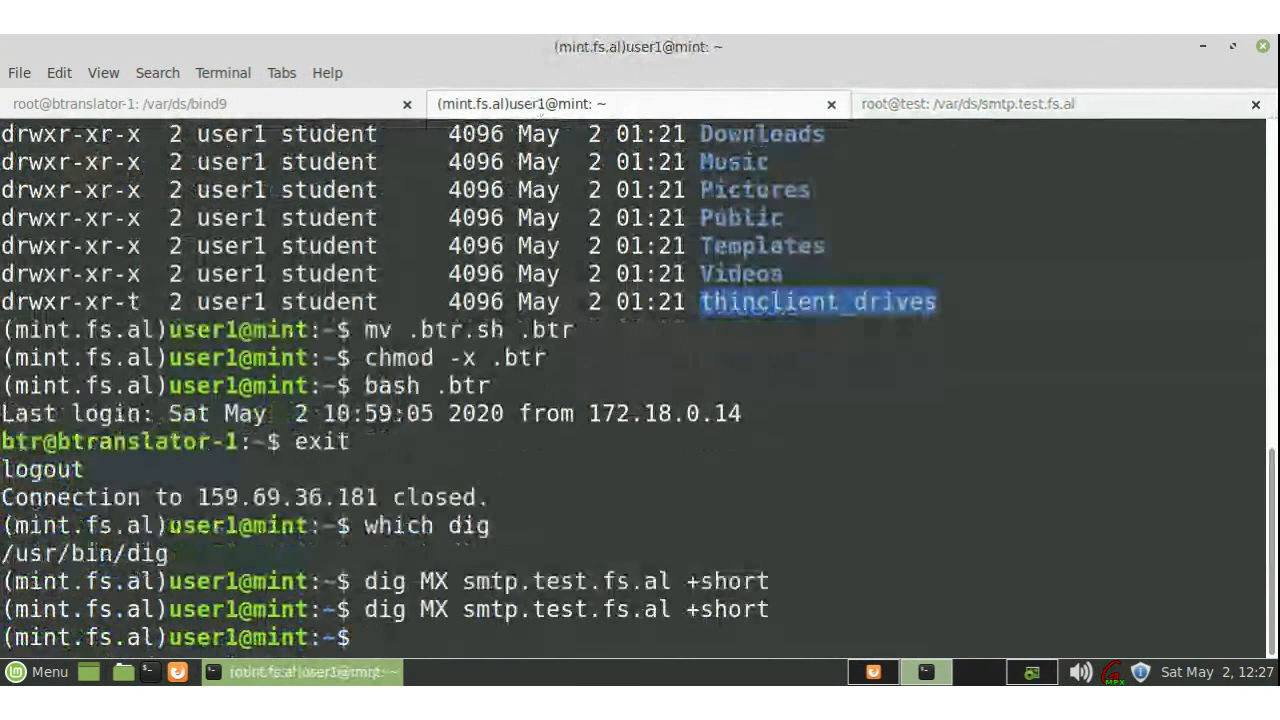 (mint.fs.al)user1@mint: ~
File Edit View Search Terminal Tabs Help
root@btranslator-1: /var/ds/bind9 (mint.fs.al)user1@mint: ~ root@test: /var/ds/smtp.test.fs.al
drwxr-xr-x 2 user1 student 4096 May 2 01:21 Downloads
drwxr-xr-x 2 user1 student 4096 May 2 01:21 Music
drwxr-xr-x 2 user1 student 4096 May 2 01:21 Pictures
drwxr-xr-x 2 user1 student 4096 May 2 01:21 Public
drwxr-xr-x 2 user1 student 4096 May 2 01:21 Templates
drwxr-xr-x 2 user1 student 4096 May 2 01:21 Videos
drwxr-xr-t 2 user1 student 4096 May 2 01:21 thinclient_drives
(mint.fs.al)user1@mint:~$ mv .btr.sh .btr
(mint.fs.al)user1@mint:~$ chmod -x .btr
(mint.fs.al)user1@mint:~$ bash .btr
Last login: Sat May 2 10:59:05 2020 from 172.18.0.14
btr@btranslator-1:~$ exit
logout
Connection to 159.69.36.181 closed.
(mint.fs.al)user1@mint:~$ which dig
/usr/bin/dig
(mint.fs.al)user1@mint:~$ dig MX smtp.test.fs.al +short
(mint.fs.al)user1@mint:~$ dig MX smtp.test.fs.al +short
(mint.fs.al)user1@mint:~$
Menu (mint.fs.al)user1@mint: ~ MPX Sat May 2, 12:27